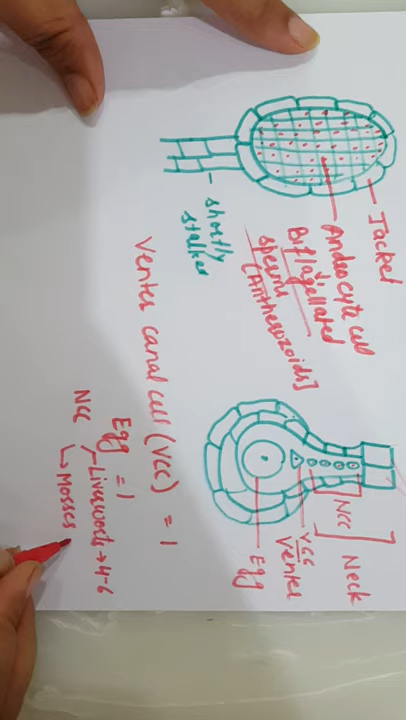 Jacket
Androcyte cell
Biflagellated
sperms
(Antherozoids]
shortly
stalked
Neck
NCC
VCC
Venter
Egg
Venter canal cell (VCC) = 1
Egg = 1
NCC
Liverworts → 4-6
Mosses